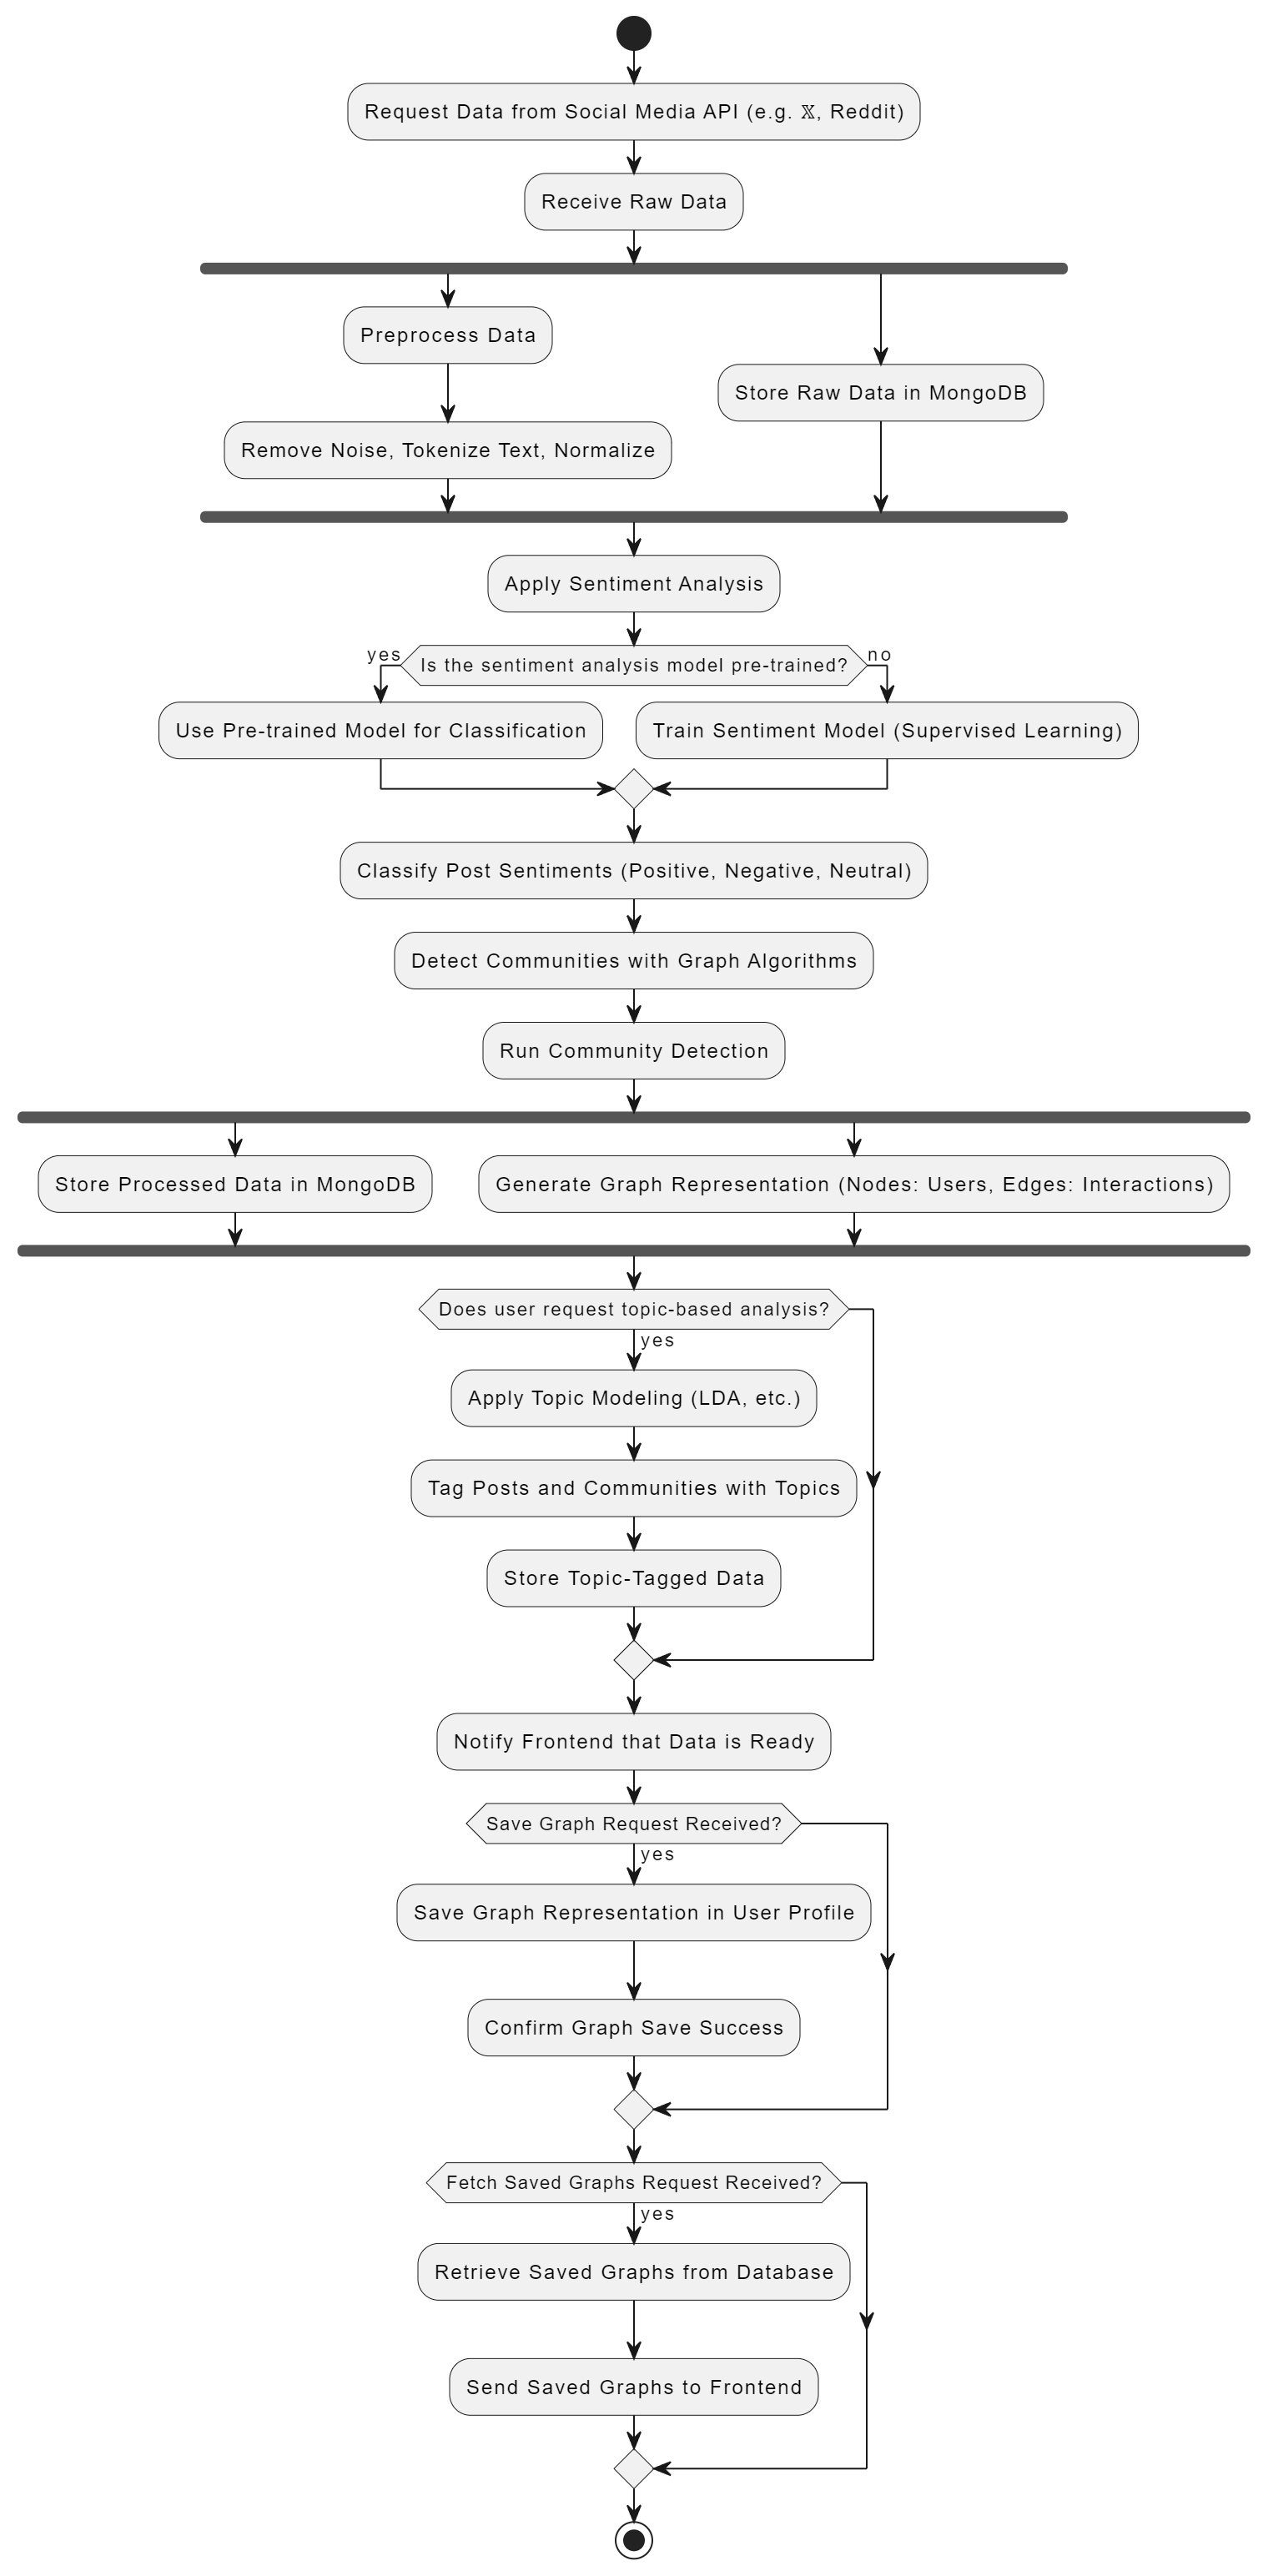 Request Data from Social Media API (e.g. 𝕏, Reddit)
Receive Raw Data
Preprocess Data
Store Raw Data in MongoDB
Remove Noise, Tokenize Text, Normalize
Apply Sentiment Analysis
yes
Is the sentiment analysis model pre-trained?
no
Use Pre-trained Model for Classification
Train Sentiment Model (Supervised Learning)
Classify Post Sentiments (Positive, Negative, Neutral)
Detect Communities with Graph Algorithms
Run Community Detection
Store Processed Data in MongoDB
Generate Graph Representation (Nodes: Users, Edges: Interactions)
Does user request topic-based analysis?
yes
Apply Topic Modeling (LDA, etc.)
Tag Posts and Communities with Topics
Store Topic-Tagged Data
Notify Frontend that Data is Ready
Save Graph Request Received?
yes
Save Graph Representation in User Profile
Confirm Graph Save Success
Fetch Saved Graphs Request Received?
yes
Retrieve Saved Graphs from Database
Send Saved Graphs to Frontend